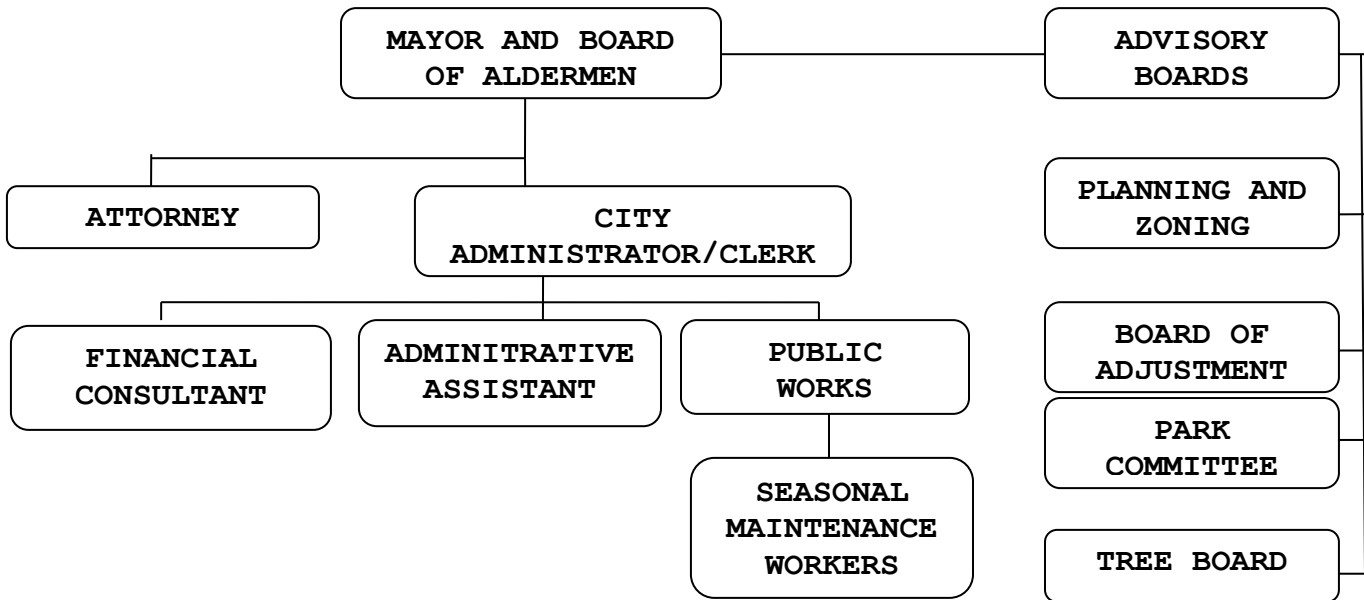 MAYOR AND BOARD
OF ALDERMEN
ADVISORY
BOARDS
ATTORNEY
CITY
ADMINISTRATOR/CLERK
PLANNING AND
ZONING
FINANCIAL
CONSULTANT
ADMINITRATIVE
ASSISTANT
PUBLIC
WORKS
BOARD OF
ADJUSTMENT
PARK
COMMITTEE
SEASONAL
MAINTENANCE
WORKERS
TREE BOARD